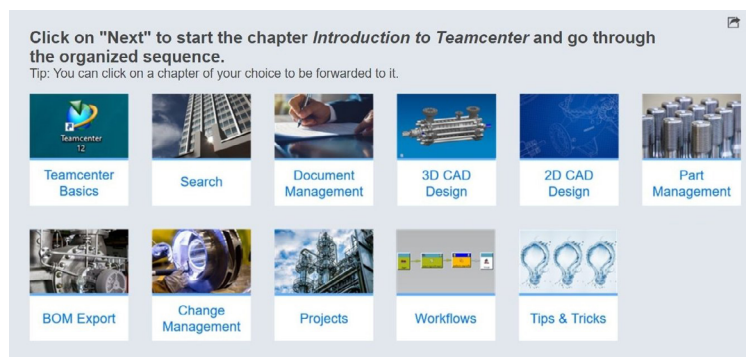 Click on "Next" to start the chapter Introduction to Teamcenter and go through
the organized sequence.
Tip: You can click on a chapter of your choice to be forwarded to it.
Teamcenter
12
Teamcenter
Basics
Search
Document
Management
3D CAD
Design
2D CAD
Design
Part
Management
BOM Export
Change
Management
Projects
Workflows
Tips & Tricks